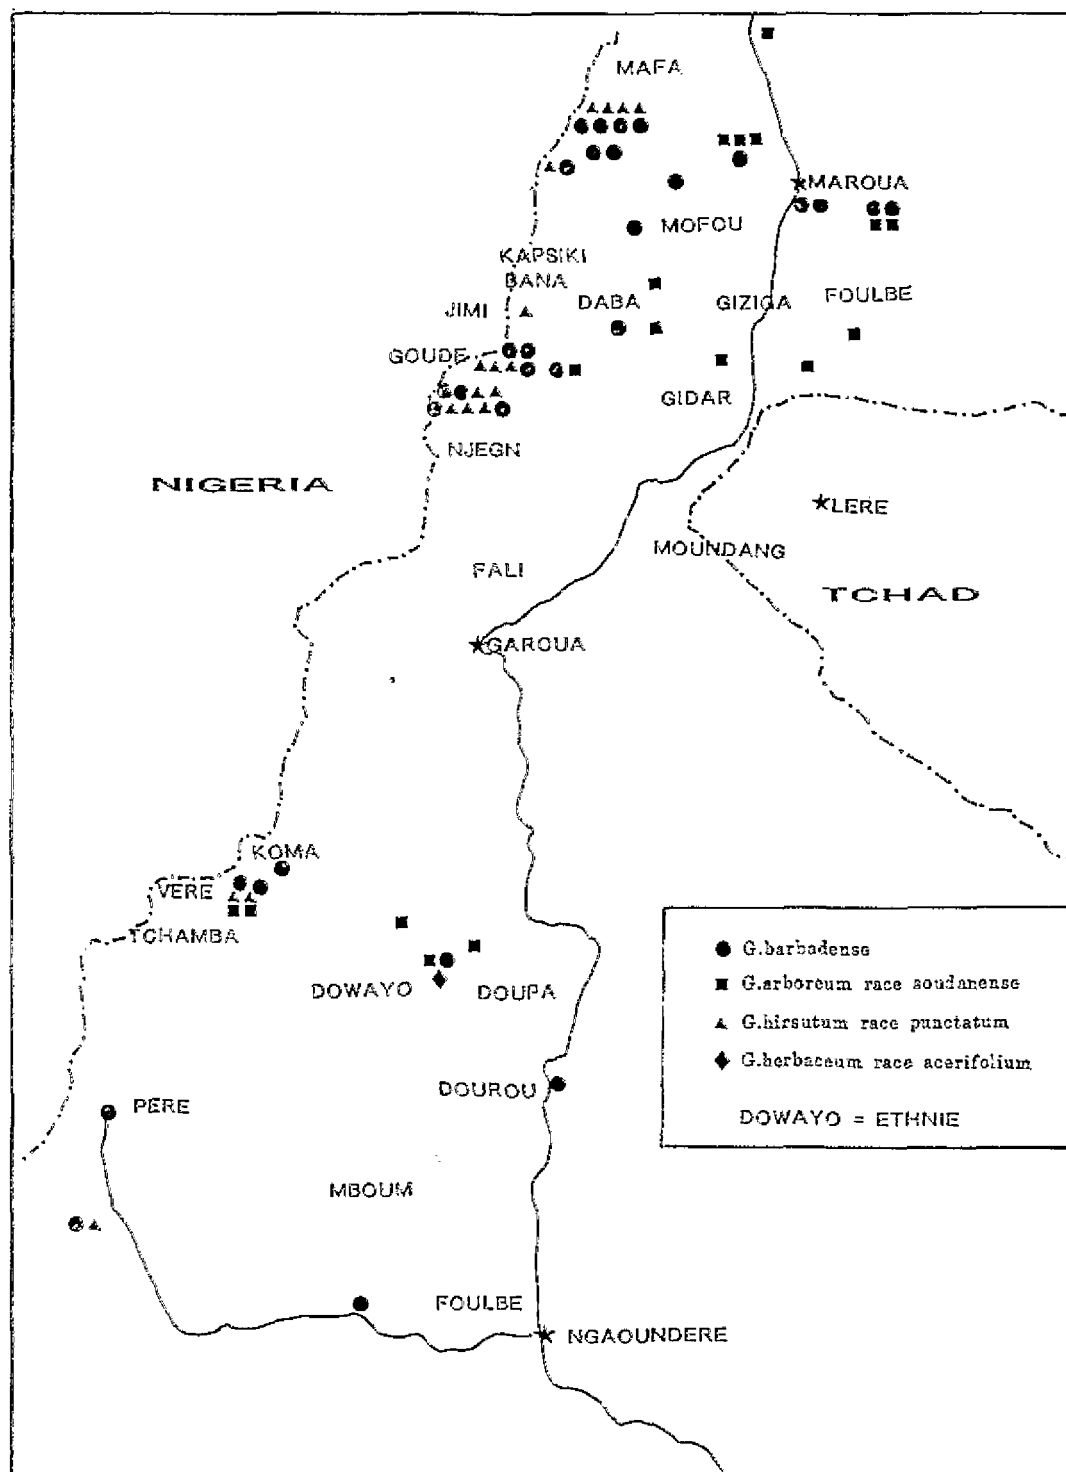 MAFA
MAROUA
MOFOU
KAPSIKI
BANA
DABA
GIZIGA
FOULBE
JIMI
GOUDE
GIDAR
NJEGN
NIGERIA
LERE
MOUNDANG
FALI
TCHAD
GAROUA
KOMA
VERE
TCHAMBA
DOWAYO
DOUPA
DOUROU
PERE
MBOUM
FOULBE
NGAOUNDERE
G.barbadense
G.arboreum race soudanense
G.hirsutum race punctatum
G.herbaceum race acerifolium
DOWAYO = ETHNIE